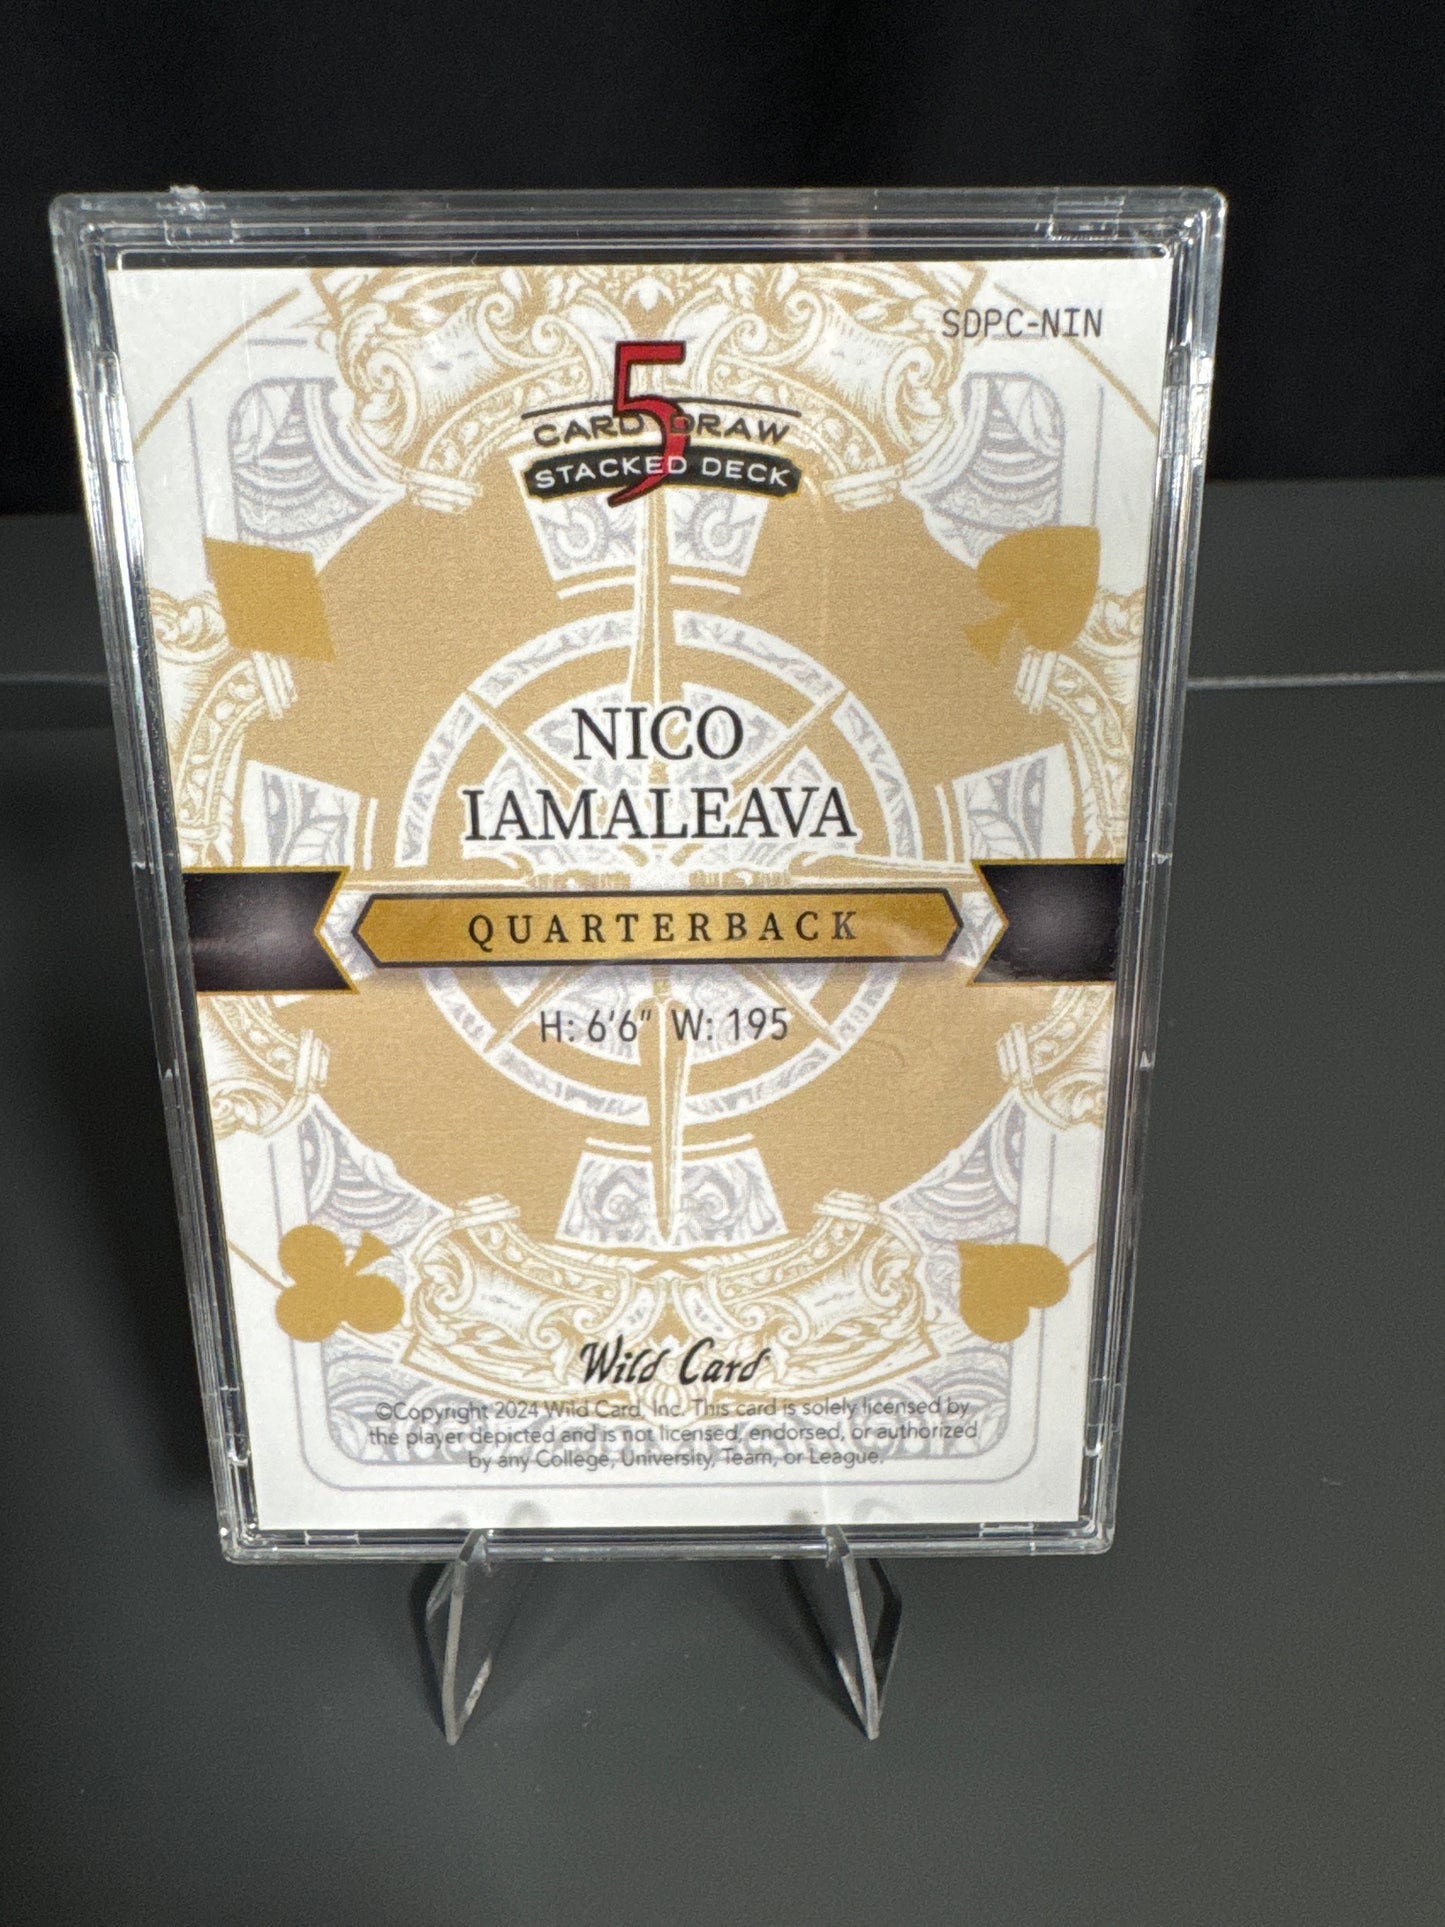 SDPC-NIN
5
CARD DRAW
STACKED DECK
NICO
IAMALEAVA
QUARTERBACK
H: 6'6" W: 195
Wild Card
©Copyright 2024 Wild Card, Inc. This card is solely licensed by
the player depicted and is not licensed, endorsed, or authorized
by any College, University, Team, or League.